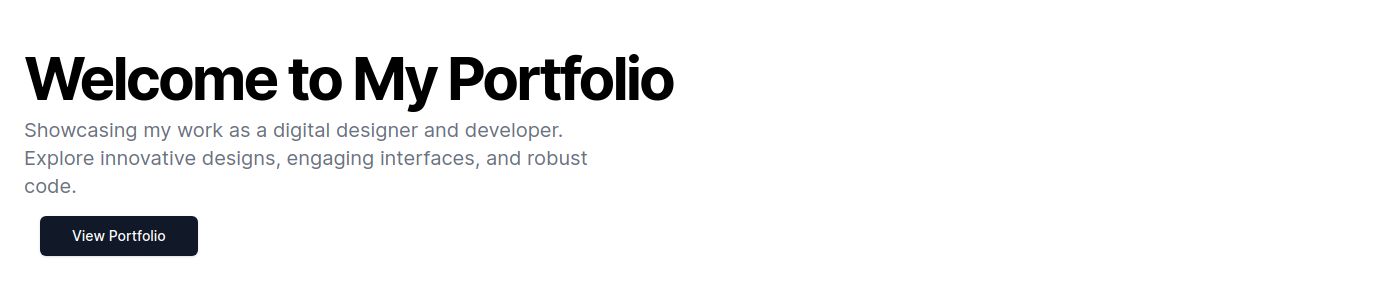 Welcome to My Portfolio
Showcasing my work as a digital designer and developer.
Explore innovative designs, engaging interfaces, and robust
code.
View Portfolio